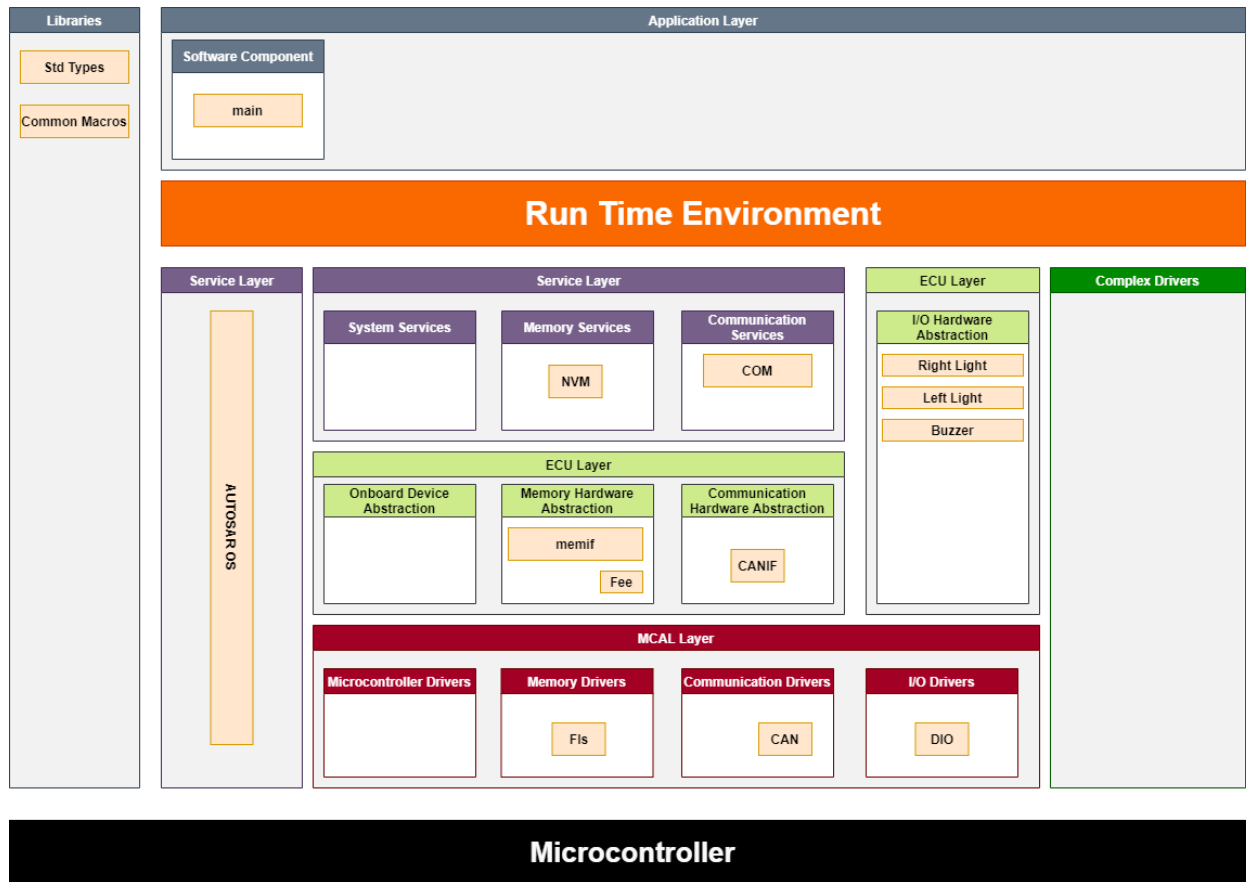 Libraries
Std Types
Common Macros
Application Layer
Software Component
main
Run Time Environment
Service Layer
AUTOSAR OS
Service Layer
System Services
Memory Services
NVM
Communication
Services
COM
ECU Layer
Onboard Device
Abstraction
Memory Hardware
Abstraction
memif
Fee
Communication
Hardware Abstraction
CANIF
ECU Layer
I/O Hardware
Abstraction
Right Light
Left Light
Buzzer
Complex Drivers
MCAL Layer
Microcontroller Drivers
Memory Drivers
Fls
Communication Drivers
CAN
I/O Drivers
DIO
Microcontroller